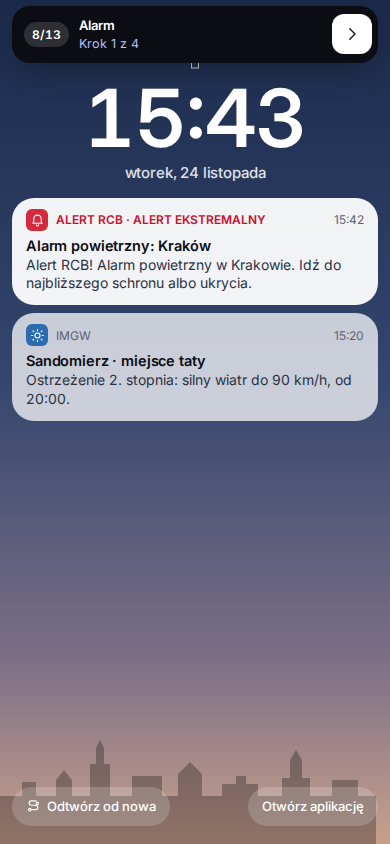 8/13
Alarm
Krok 1 z 4
15:43
wtorek, 24 listopada
ALERT RCB · ALERT EKSTREMALNY 15:42
Alarm powietrzny: Kraków
Alert RCB! Alarm powietrzny w Krakowie. Idź do
najbliższego schronu albo ukrycia.
IMGW 15:20
Sandomierz · miejsce taty
Ostrzeżenie 2. stopnia: silny wiatr do 90 km/h, od
20:00.
Odtwórz od nowa
Otwórz aplikację